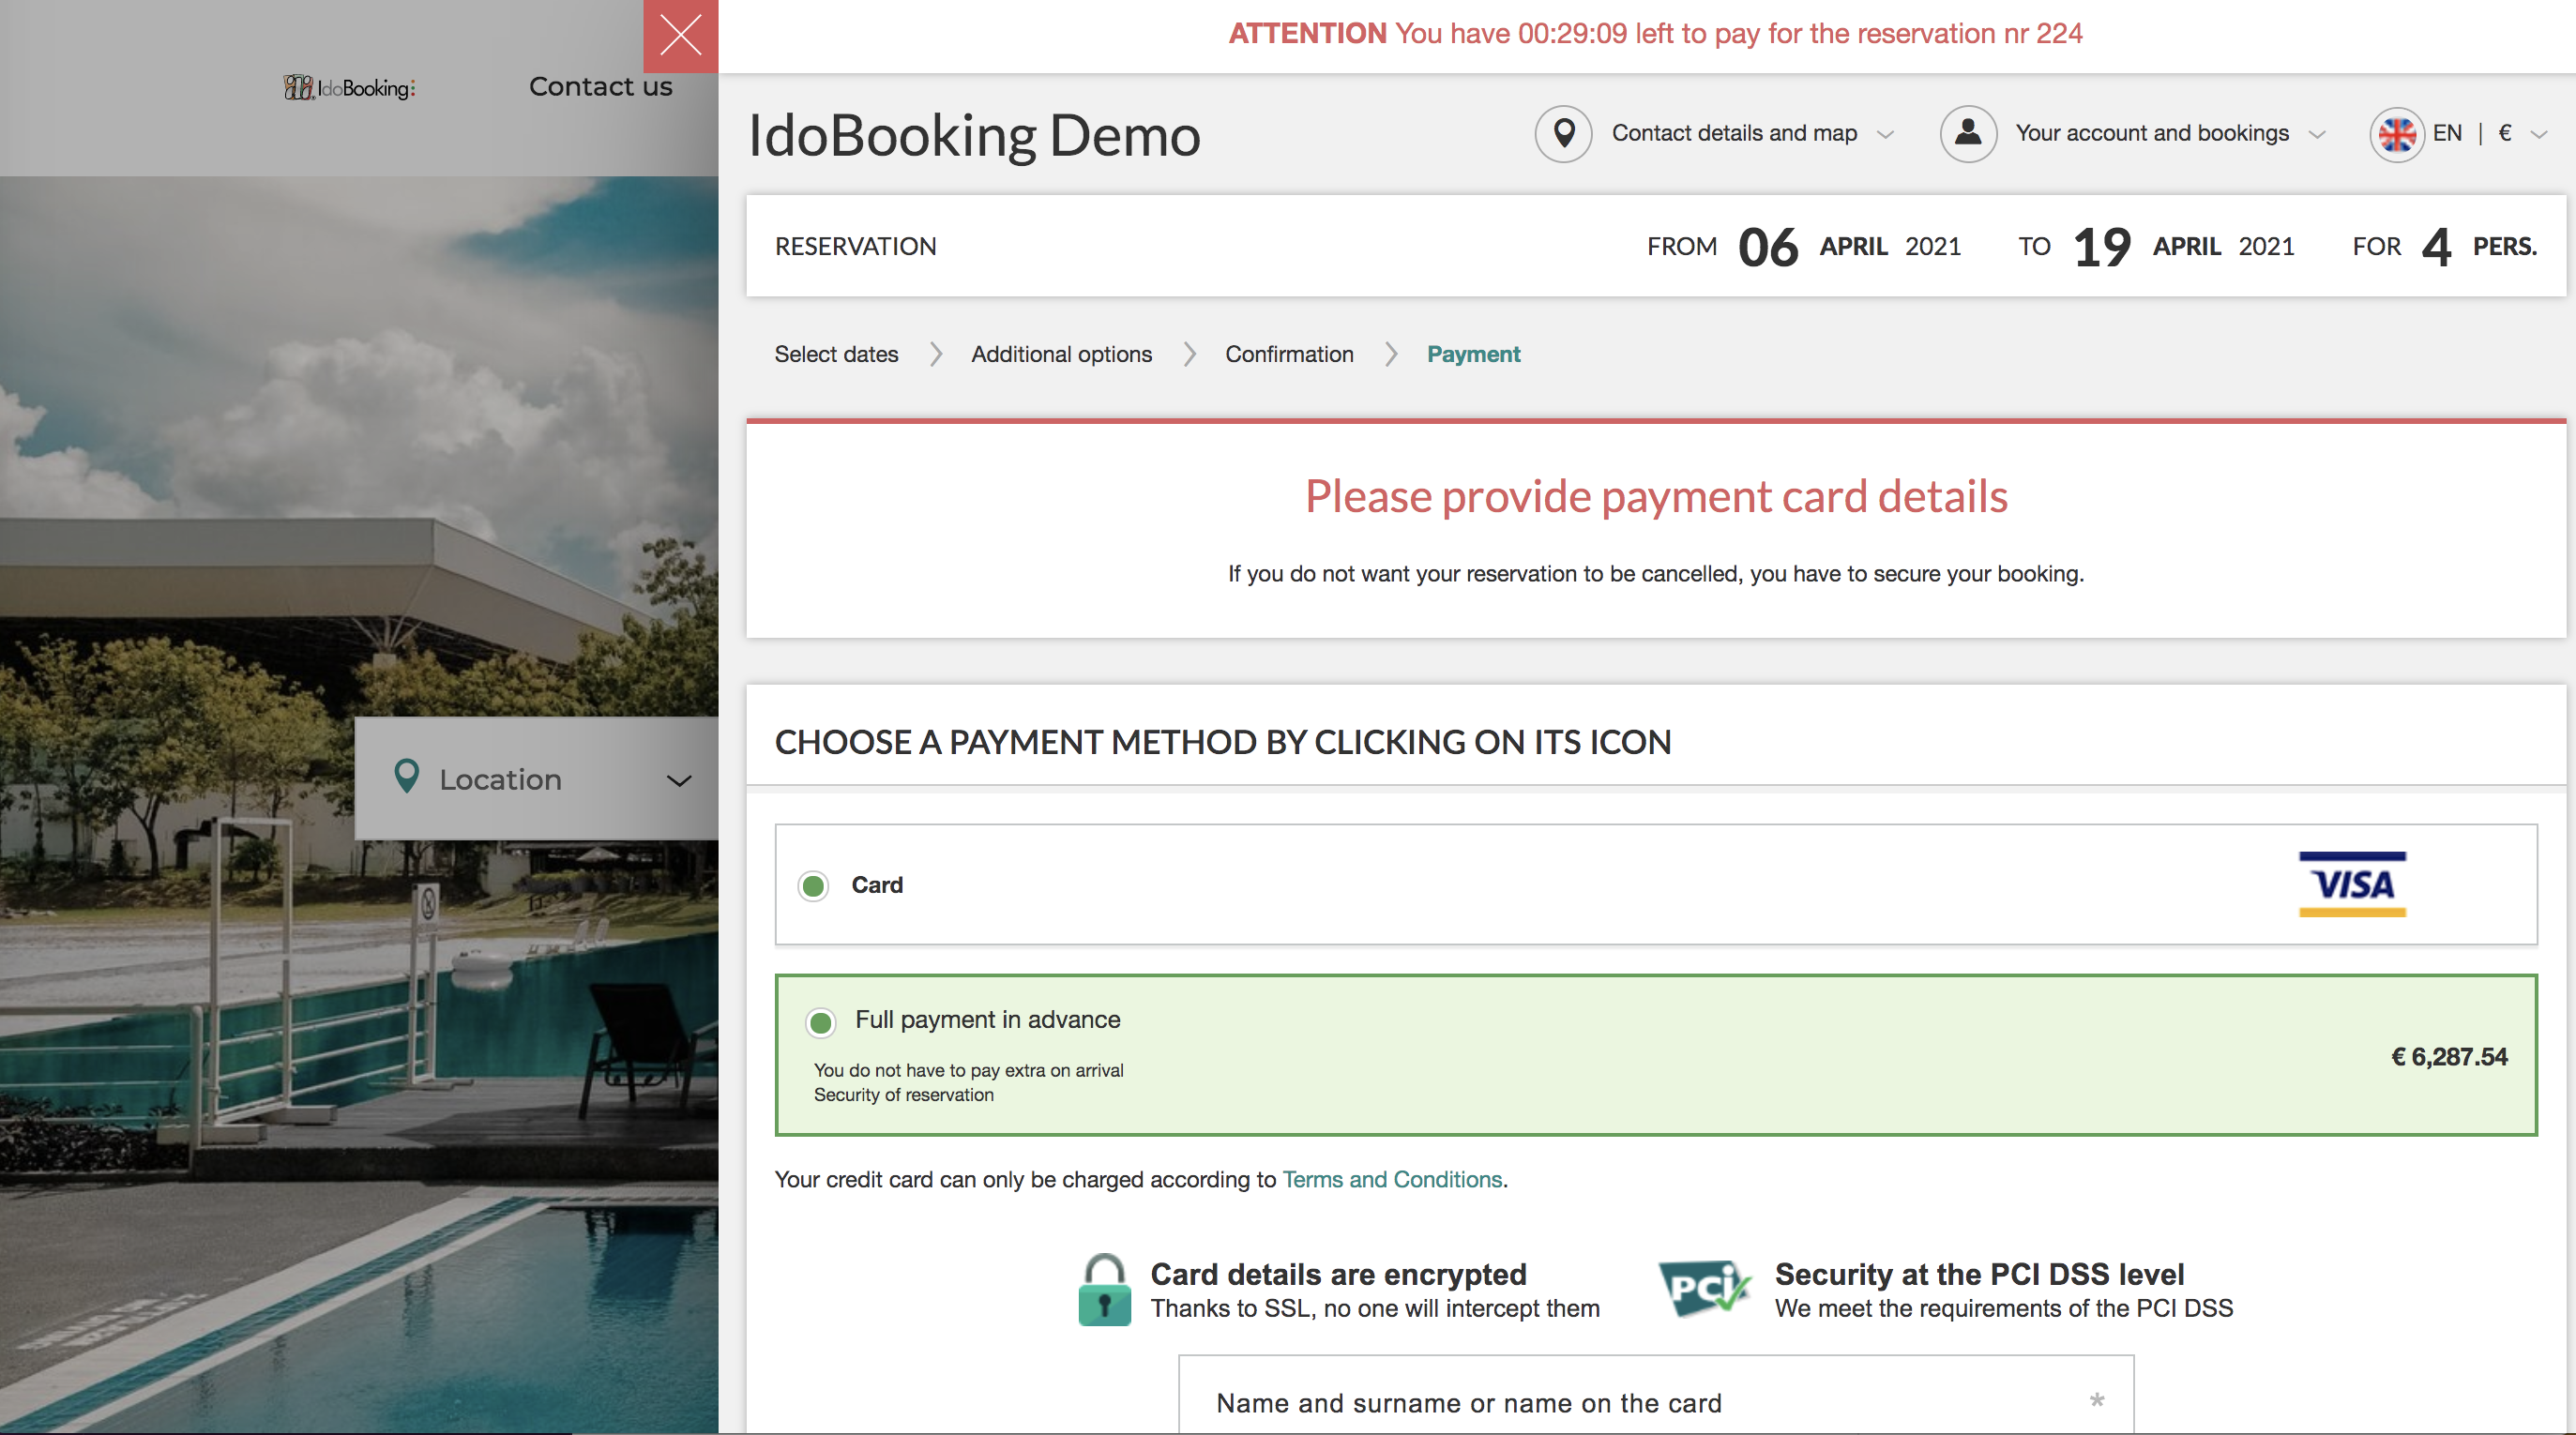 ATTENTION You have 00:29:09 left to pay for the reservation nr 224
IdoBooking
Contact us
IdoBooking Demo
Contact details and map
Your account and bookings
EN | €
RESERVATION
FROM 06 APRIL 2021 TO 19 APRIL 2021 FOR 4 PERS.
Select dates
Additional options
Confirmation
Payment
Please provide payment card details
If you do not want your reservation to be cancelled, you have to secure your booking.
CHOOSE A PAYMENT METHOD BY CLICKING ON ITS ICON
Location
Card
VISA
Full payment in advance
You do not have to pay extra on arrival
Security of reservation
€ 6,287.54
Your credit card can only be charged according to Terms and Conditions.
Card details are encrypted
Thanks to SSL, no one will intercept them
PCI
Security at the PCI DSS level
We meet the requirements of the PCI DSS
Name and surname or name on the card *